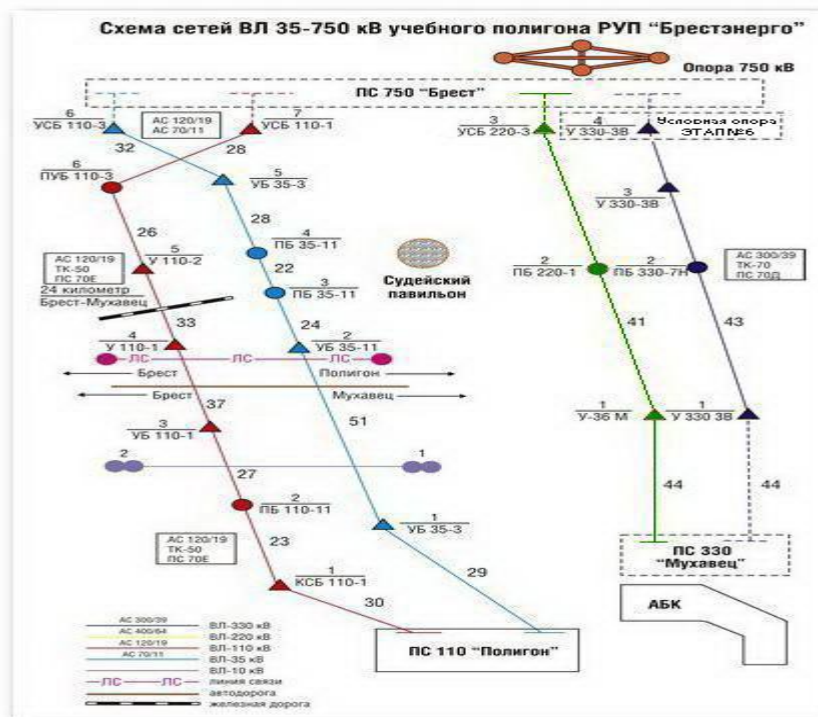 Схема сетей ВЛ 35-750 кВ учебного полигона РУП “Брестэнерго”
Опора 750 кВ
ПС 750 “Брест”
6
УСБ 110-3
АС 120/19
АС 70/11
7
УСБ 110-1
3
УСБ 220-3
4
У 330-3В
Условная опора
ЭТАП №6
32
28
6
ПУБ 110-3
5
УБ 35-3
3
У 330-3В
26
28
4
ПБ 35-11
5
У 110-2
22
АС 120/19
ТК-50
ПС 70Е
Судейский
павильон
2
ПБ 220-1
2
ПБ 330-7Н
АС 300/39
ТК-70
ПС 70Д
24 километр
Брест-Мухавец
3
ПБ 35-11
33
24
41
43
4
У 110-1
2
УБ 35-11
ЛС
ЛС
ЛС
Брест
Полигон
Брест
Мухавец
37
51
1
У-36 М
1
У 330 3В
3
УБ 110-1
2
1
27
44
44
2
ПБ 110-11
1
УБ 35-3
АС 120/19
ТК-50
ПС 70Е
23
ПС 330
“Мухавец”
1
КСБ 110-1
29
30
АБК
ПС 110 “Полигон”
АС 300/39
ВЛ-330 кВ
АС 400/64
ВЛ-220 кВ
АС 120/19
ВЛ-110 кВ
АС 70/11
ВЛ-35 кВ
ВЛ-10 кВ
ЛС
ЛС
линия связи
автодорога
железная дорога